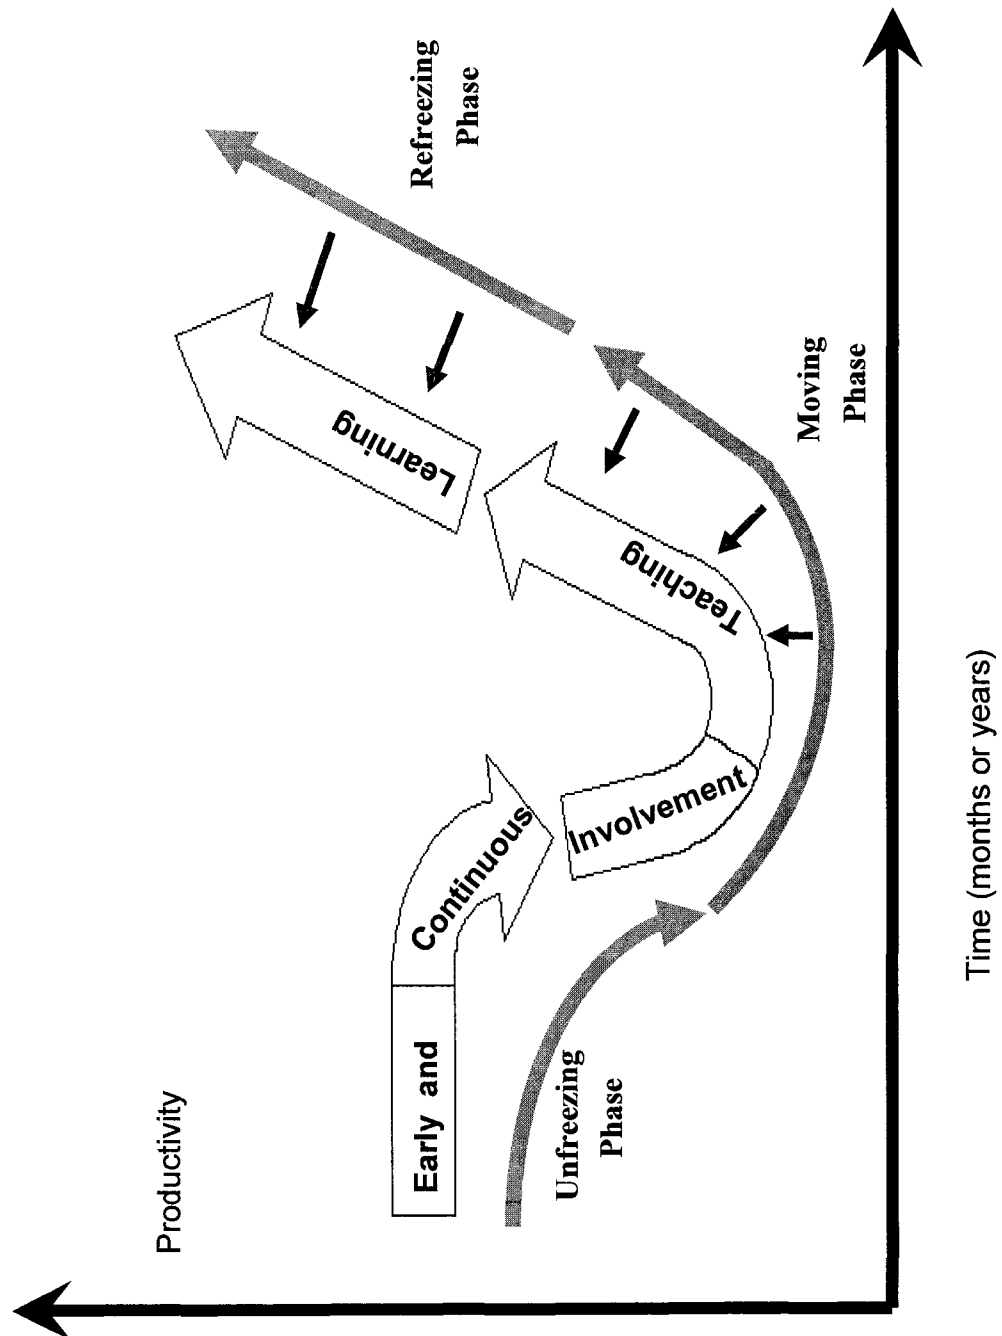 Productivity
Early and
Continuous
Involvement
Teaching
Learning
Unfreezing
Phase
Moving
Phase
Refreezing
Phase
Time (months or years)